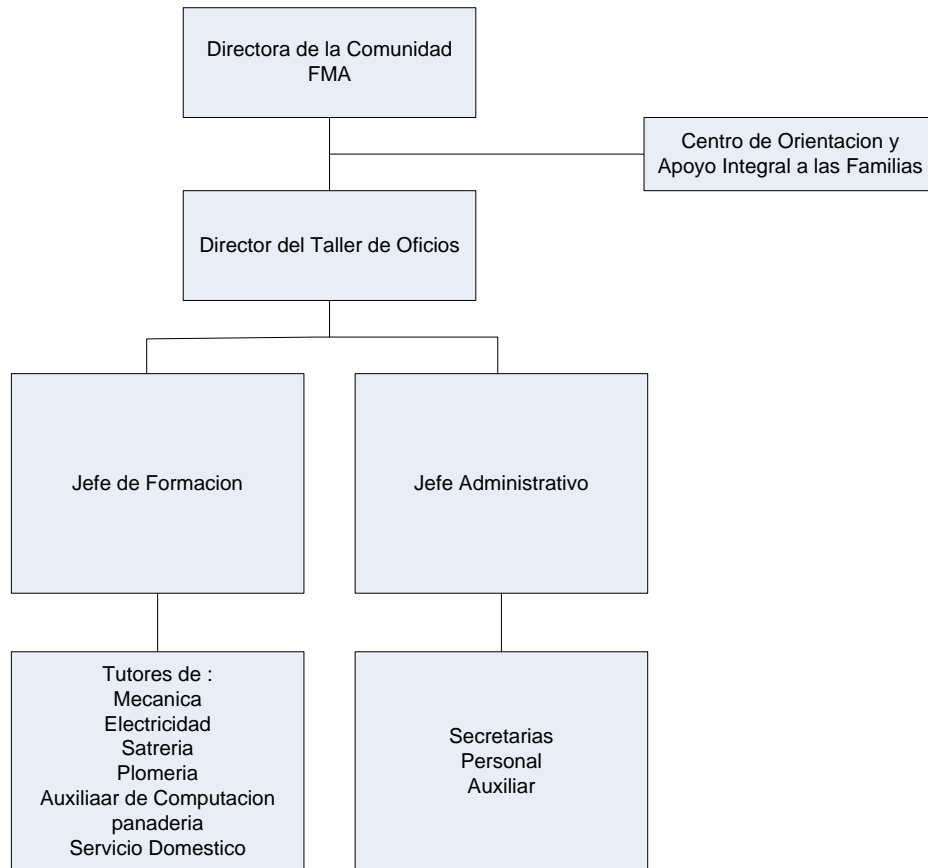 Directora de la Comunidad
FMA
Centro de Orientacion y
Apoyo Integral a las Familias
Director del Taller de Oficios
Jefe de Formacion
Jefe Administrativo
Tutores de :
Mecanica
Electricidad
Satreria
Plomeria
Auxiliaar de Computacion
panaderia
Servicio Domestico
Secretarias
Personal
Auxiliar